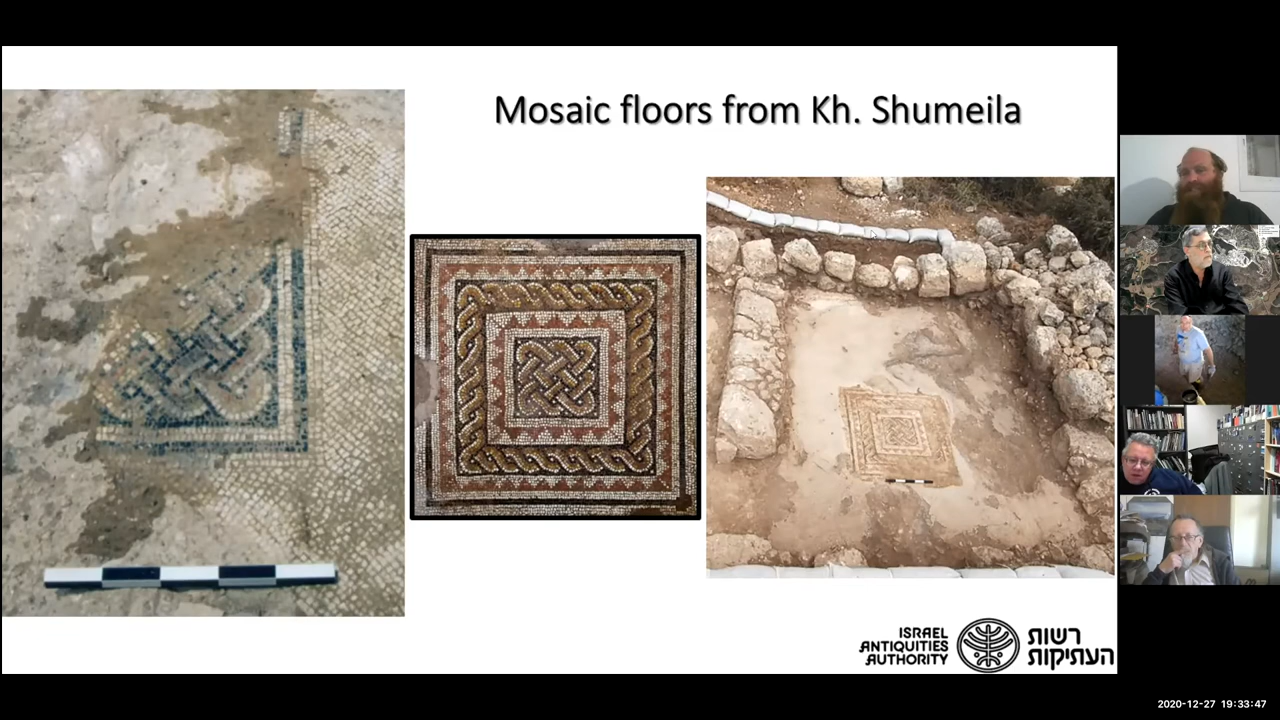 Mosaic floors from Kh. Shumeila
ISRAEL
ANTIQUITIES
AUTHORITY
רשות
העתיקות
2020-12-27 19:33:47